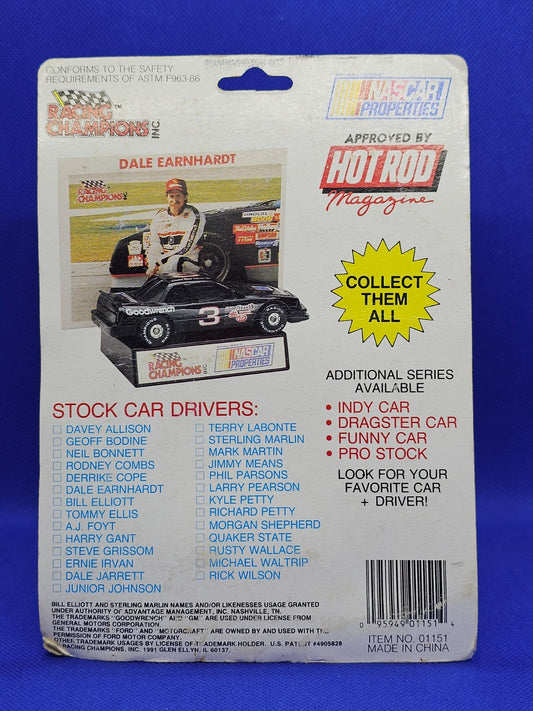 CONFORMS TO THE SAFETY
REQUIREMENTS OF ASTM F963-86
RACING
CHAMPIONS INC.
TM
NASCAR
PROPERTIES
APPROVED BY
HOT ROD
Magazine
DALE EARNHARDT
RACING
CHAMPIONS
Goodwrench
3
RACING
CHAMPIONS INC.
NASCAR
PROPERTIES
COLLECT
THEM
ALL
ADDITIONAL SERIES
AVAILABLE
• INDY CAR
• DRAGSTER CAR
• FUNNY CAR
• PRO STOCK
LOOK FOR YOUR
FAVORITE CAR
+ DRIVER!
STOCK CAR DRIVERS:
☐ DAVEY ALLISON
☐ GEOFF BODINE
☐ NEIL BONNETT
☐ RODNEY COMBS
☐ DERRIKE COPE
☐ DALE EARNHARDT
☐ BILL ELLIOTT
☐ TOMMY ELLIS
☐ A.J. FOYT
☐ HARRY GANT
☐ STEVE GRISSOM
☐ ERNIE IRVAN
☐ DALE JARRETT
☐ JUNIOR JOHNSON
☐ TERRY LABONTE
☐ STERLING MARLIN
☐ MARK MARTIN
☐ JIMMY MEANS
☐ PHIL PARSONS
☐ LARRY PEARSON
☐ KYLE PETTY
☐ RICHARD PETTY
☐ MORGAN SHEPHERD
☐ QUAKER STATE
☐ RUSTY WALLACE
☐ MICHAEL WALTRIP
☐ RICK WILSON
BILL ELLIOTT AND STERLING MARLIN NAMES AND/OR LIKENESSES USAGE GRANTED
UNDER AUTHORITY OF ADVANTAGE MANAGEMENT, INC. NASHVILLE, TN.
THE TRADEMARKS "GOODWRENCH" AND "GM" ARE USED UNDER LICENSE FROM
GENERAL MOTORS CORPORATION.
THE TRADEMARKS "FORD" AND "MOTORCRAFT" ARE OWNED BY AND USED WITH THE
PERMISSION OF FORD MOTOR COMPANY.
OTHER TRADEMARK USAGES BY LICENSE OF TRADEMARK HOLDER. U.S. PATENT #4905828
RACING CHAMPIONS, INC. 1991 GLEN ELLYN, IL 60137.
0 95949 01151 4
ITEM NO. 01151
MADE IN CHINA